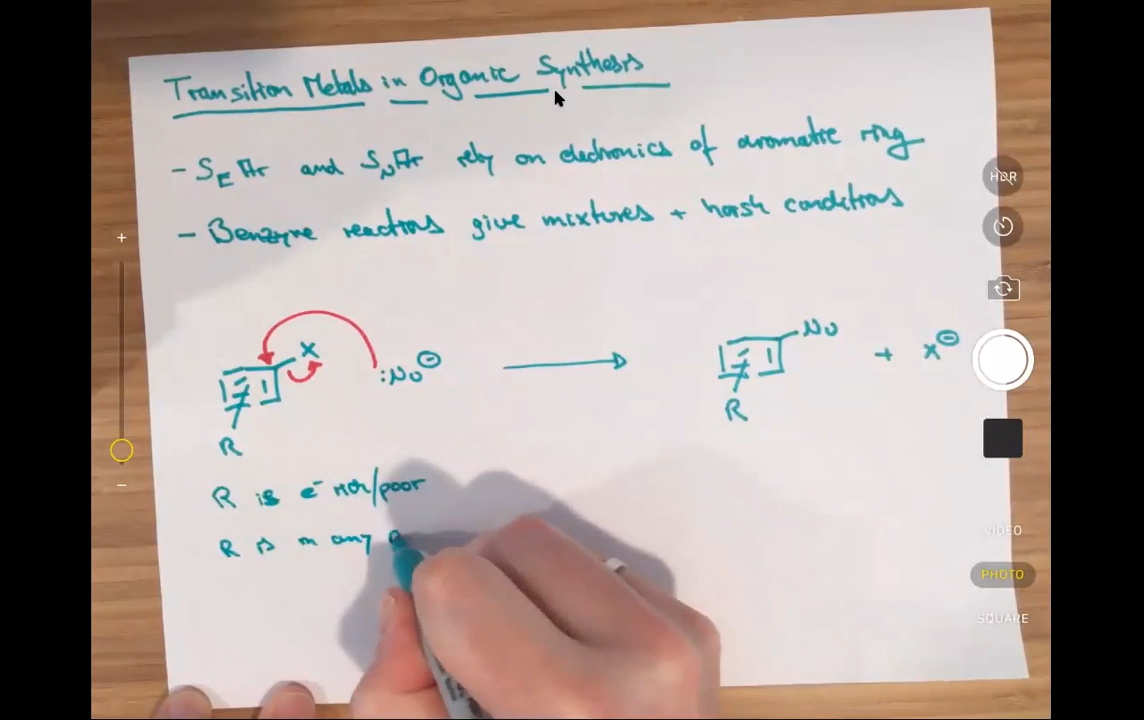 Transition Metals in Organic Synthesis
- SEAr and SNAr rely on electronics of aromatic ring
- Benzyne reactions give mixtures + harsh conditions
X :Nu⊖ Nu + X⊖
R R
R is e⁻ rich/poor
R is in any
HDR
VIDEO
PHOTO
SQUARE